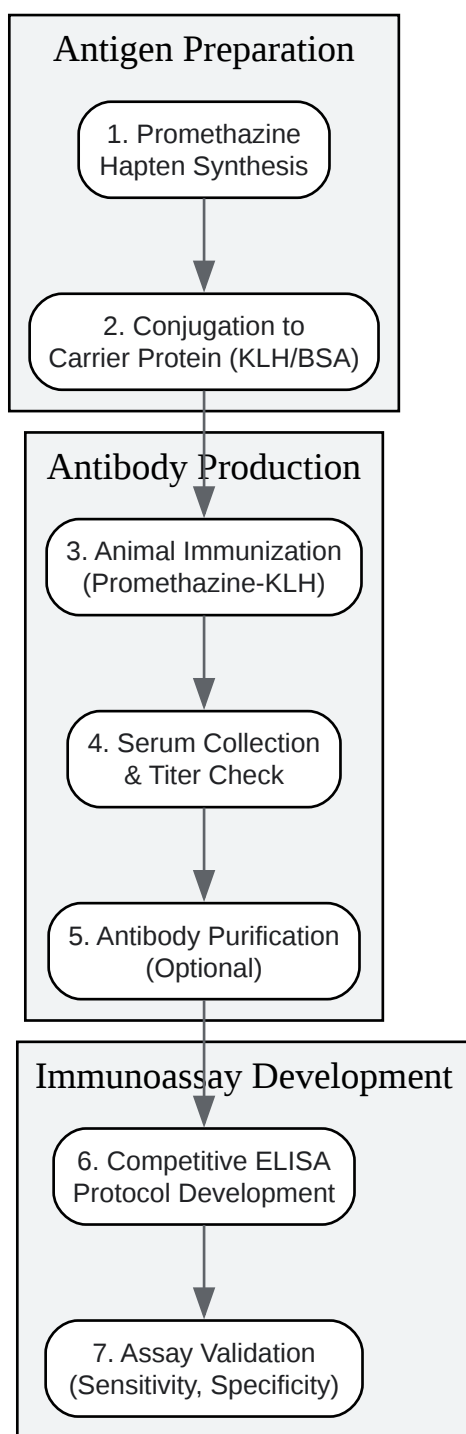 Antigen Preparation
1. Promethazine
Hapten Synthesis
2. Conjugation to
Carrier Protein (KLH/BSA)
Antibody Production
3. Animal Immunization
(Promethazine-KLH)
4. Serum Collection
& Titer Check
5. Antibody Purification
(Optional)
Immunoassay Development
6. Competitive ELISA
Protocol Development
7. Assay Validation
(Sensitivity, Specificity)